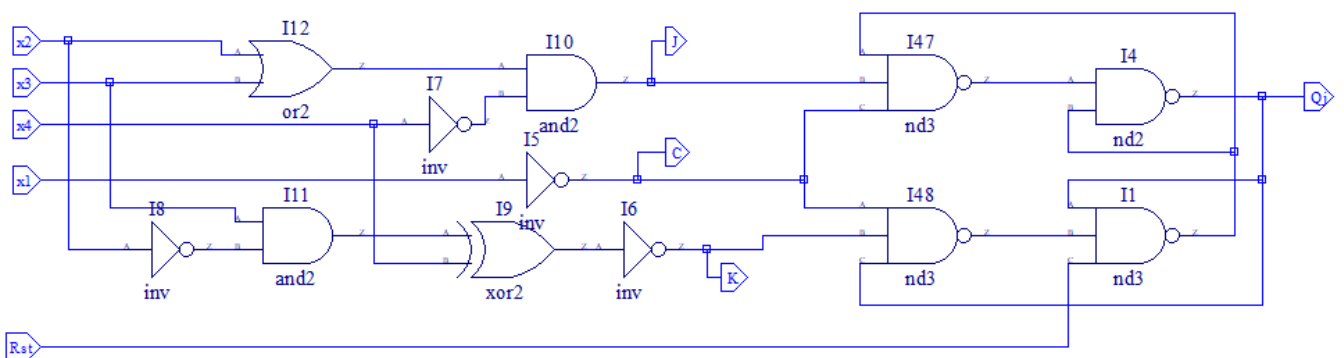 I12
x2
A
Z
x3
B
or2
I10
A
Z
B
and2
J
I7
x4
A
Z
inv
I5
x1
A
Z
inv
C
I47
A
B
Z
C
nd3
I4
A
Z
B
nd2
Qj
I8
A
Z
inv
I11
A
Z
B
and2
I9
A
Z
B
xor2
I6
A
Z
inv
K
I48
A
B
Z
C
nd3
I1
A
B
Z
C
nd3
Rst